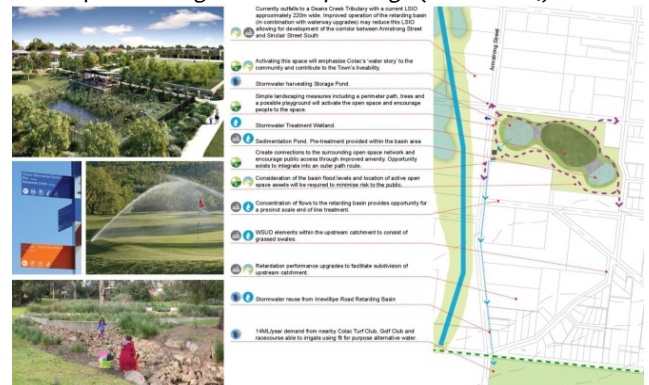 Currently outfalls to a Deans Creek Tributary with a current LSIO
approximately 220m wide. Improved operation of the retarding basin
(in combination with waterway upgrades) may reduce this LSIO
allowing for development of the corridor between Armstrong Street
and Sinclair Street South
Activating this space will emphasise Colac's 'water story' to the
community and contribute to the Town's liveability.
Stormwater harvesting Storage Pond.
Simple landscaping measures including a perimeter path, trees and
a possible playground will activate the open space and encourage
people to the space.
Stormwater Treatment Wetland.
Sedimentation Pond. Pre-treatment provided within the basin area
Create connections to the surrounding open space network and
encourage public access through improved amenity. Opportunity
exists to integrate into an outer path route.
Consideration of the basin flood levels and location of active open
space assets will be required to minimise risk to the public.
Concentration of flows to the retarding basin provides opportunity for
a precinct scale end of line treatment.
WSUD elements within the upstream catchment to consist of
grassed swales.
Retardation performance upgrades to facilitate subdivision of
upstream catchment.
Stormwater reuse from Irrewillipe Road Retarding Basin
14ML/year demand from nearby Colac Turf Club, Golf Club and
racecourse able to irrigate using fit for purpose alternative water.
Armstrong Street